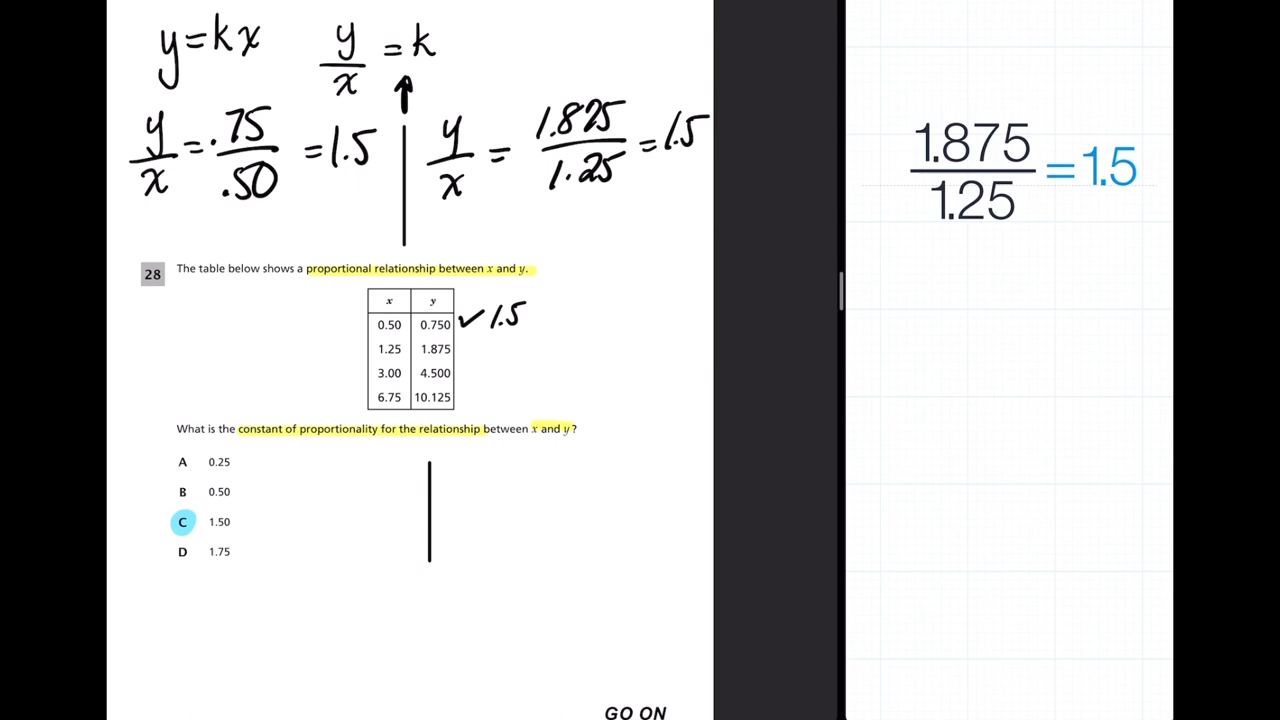 y=kx
y/x = k
y/x = .75/.50 = 1.5
y/x = 1.825/1.25 = 1.5
28 The table below shows a proportional relationship between x and y.
x y
0.50 0.750 ✓ 1.5
1.25 1.875
3.00 4.500
6.75 10.125
What is the constant of proportionality for the relationship between x and y?
A 0.25
B 0.50
C 1.50
D 1.75
GO ON
1.875/1.25 = 1.5